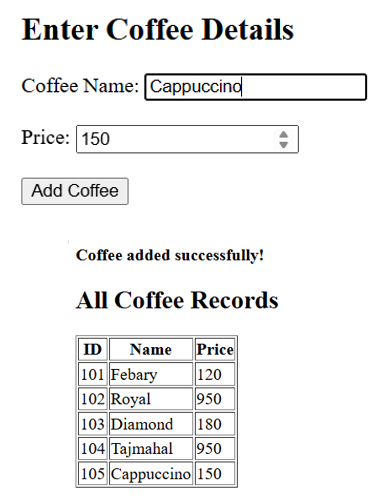 Enter Coffee Details
Coffee Name: Cappuccino
Price: 150
Add Coffee
Coffee added successfully!
All Coffee Records
ID Name Price
101 Febary 120
102 Royal 950
103 Diamond 180
104 Tajmahal 950
105 Cappuccino 150